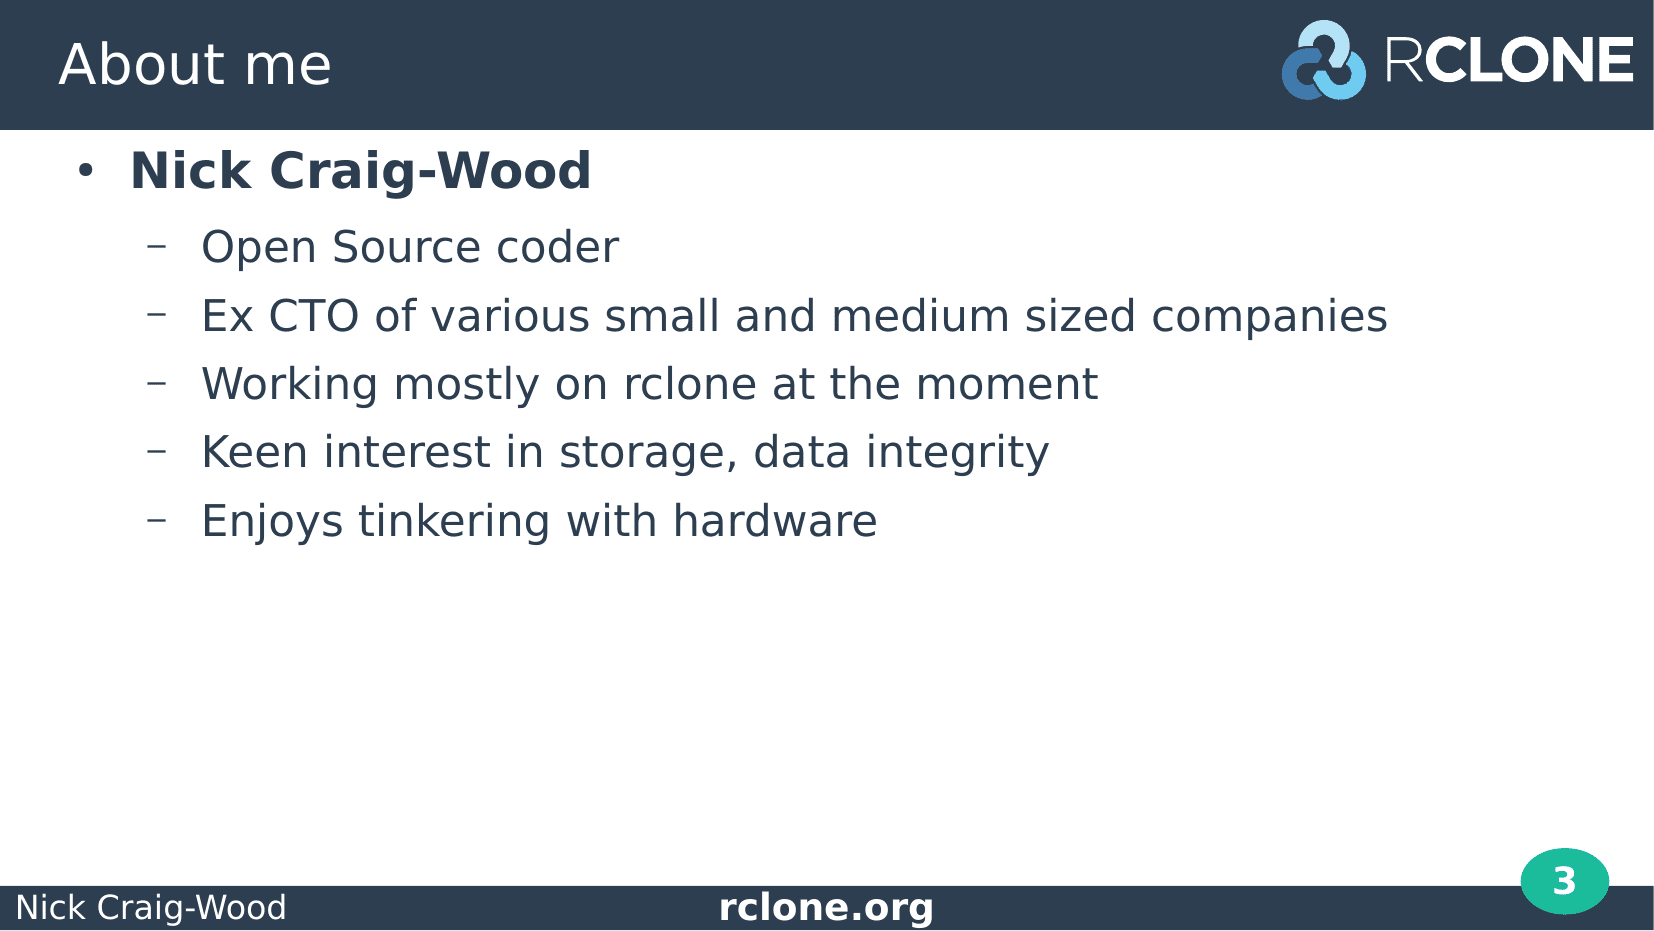 About me
RCLONE
• Nick Craig-Wood
– Open Source coder
– Ex CTO of various small and medium sized companies
– Working mostly on rclone at the moment
– Keen interest in storage, data integrity
– Enjoys tinkering with hardware
3
Nick Craig-Wood
rclone.org